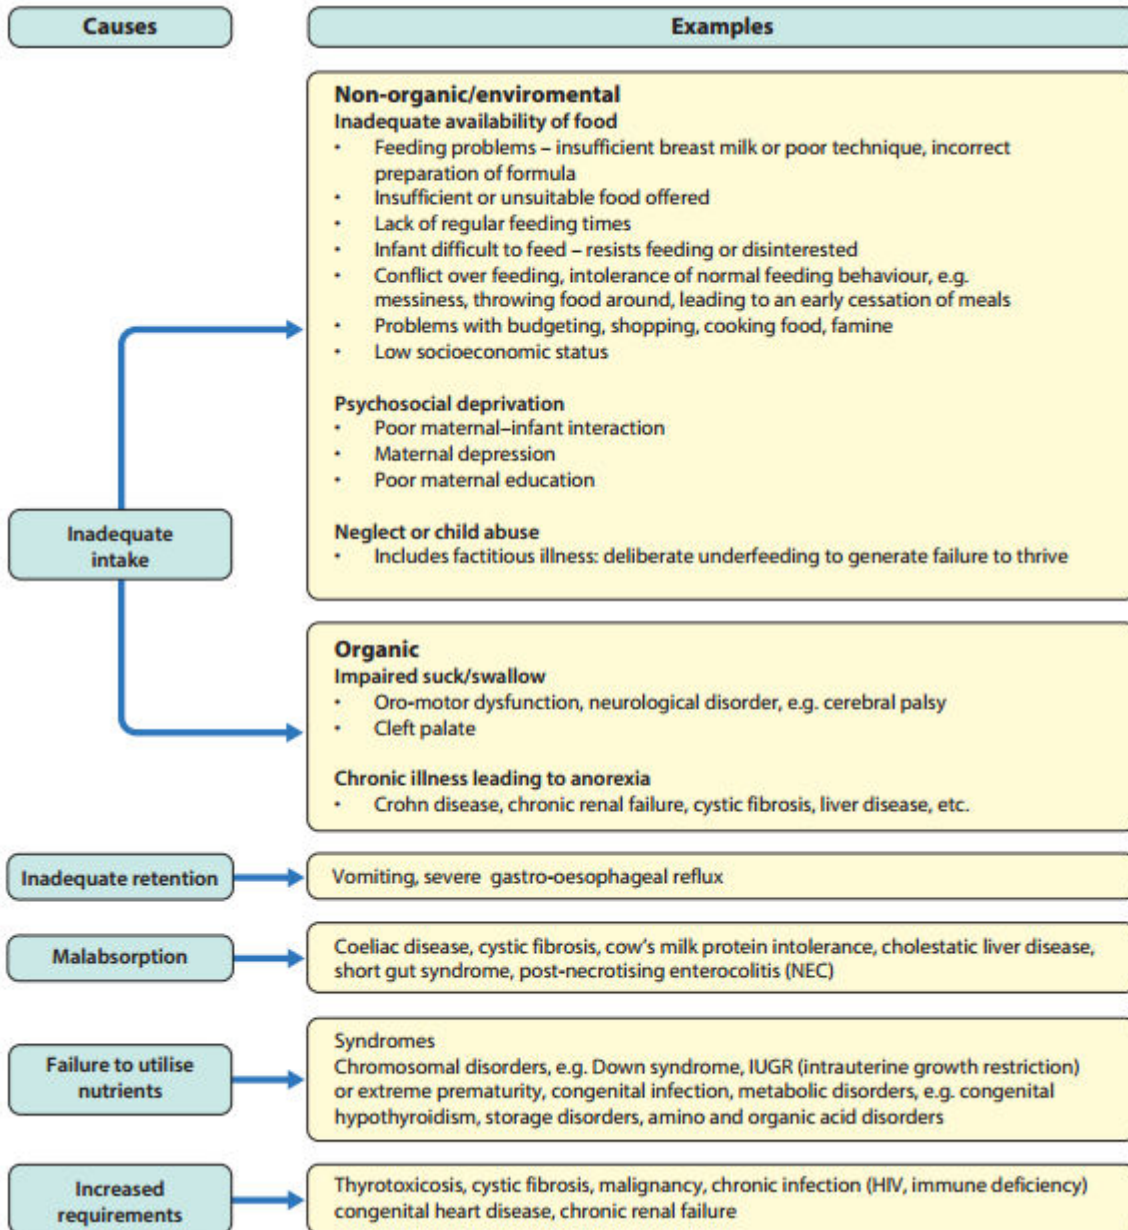 Causes
Examples
Non-organic/enviromental
Inadequate availability of food
• Feeding problems – insufficient breast milk or poor technique, incorrect
preparation of formula
• Insufficient or unsuitable food offered
• Lack of regular feeding times
• Infant difficult to feed – resists feeding or disinterested
• Conflict over feeding, intolerance of normal feeding behaviour, e.g.
messiness, throwing food around, leading to an early cessation of meals
• Problems with budgeting, shopping, cooking food, famine
• Low socioeconomic status
Psychosocial deprivation
• Poor maternal–infant interaction
• Maternal depression
• Poor maternal education
Neglect or child abuse
• Includes factitious illness: deliberate underfeeding to generate failure to thrive
Inadequate
intake
Organic
Impaired suck/swallow
• Oro-motor dysfunction, neurological disorder, e.g. cerebral palsy
• Cleft palate
Chronic illness leading to anorexia
• Crohn disease, chronic renal failure, cystic fibrosis, liver disease, etc.
Inadequate retention
Vomiting, severe gastro-oesophageal reflux
Malabsorption
Coeliac disease, cystic fibrosis, cow's milk protein intolerance, cholestatic liver disease,
short gut syndrome, post-necrotising enterocolitis (NEC)
Failure to utilise
nutrients
Syndromes
Chromosomal disorders, e.g. Down syndrome, IUGR (intrauterine growth restriction)
or extreme prematurity, congenital infection, metabolic disorders, e.g. congenital
hypothyroidism, storage disorders, amino and organic acid disorders
Increased
requirements
Thyrotoxicosis, cystic fibrosis, malignancy, chronic infection (HIV, immune deficiency)
congenital heart disease, chronic renal failure